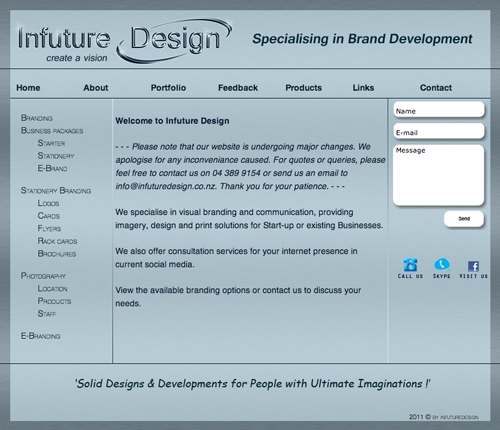 Infuture Design
create a vision
Specialising in Brand Development
Home About Portfolio Feedback Products Links Contact
Branding
Business packages
Starter
Stationery
E-Brand
Stationery Branding
Logos
Cards
Flyers
Rack cards
Brochures
Photography
Location
Products
Staff
E-Branding
Welcome to Infuture Design
- - - Please note that our website is undergoing major changes. We
apologise for any inconvenience caused. For quotes or queries, please
feel free to contact us on 04 389 9154 or send us an email to
info@infuturedesign.co.nz. Thank you for your patience. - - -
We specialise in visual branding and communication, providing
imagery, design and print solutions for Start-up or existing Businesses.
We also offer consultation services for your internet presence in
current social media.
View the available branding options or contact us to discuss your
needs.
Name
E-mail
Message
Send
Call us Skype Visit us
'Solid Designs & Developments for People with Ultimate Imaginations !'
2011 © by infuturedesign